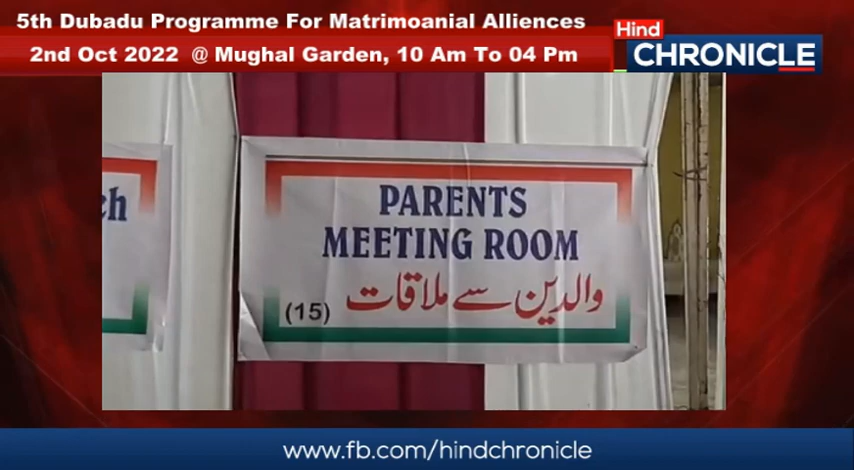 5th Dubadu Programme For Matrimoanial Alliences
2nd Oct 2022 @ Mughal Garden, 10 Am To 04 Pm
Hind
CHRONICLE
ch
PARENTS
MEETING ROOM
والدین سے ملاقات
(15)
www.fb.com/hindchronicle